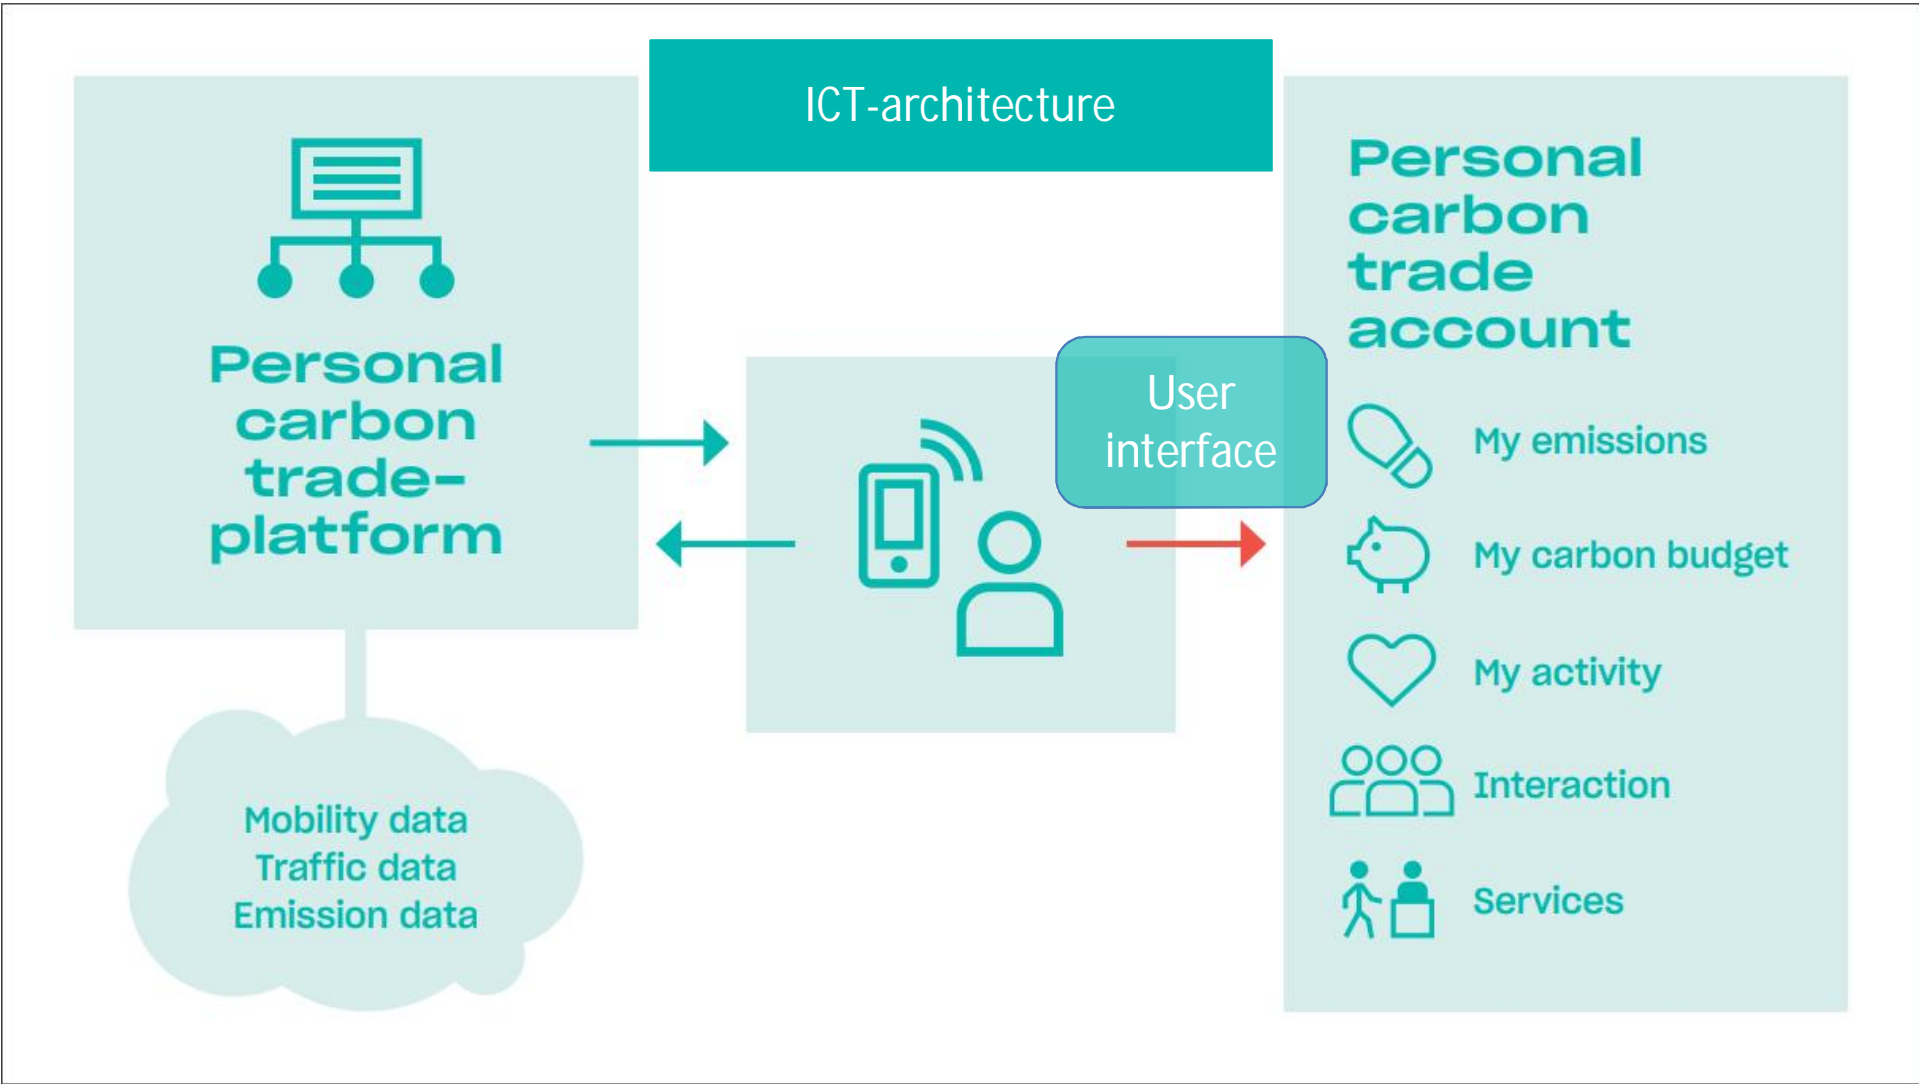 ICT-architecture
Personal
carbon
trade-
platform
Mobility data
Traffic data
Emission data
User
interface
Personal
carbon
trade
account
My emissions
My carbon budget
My activity
Interaction
Services